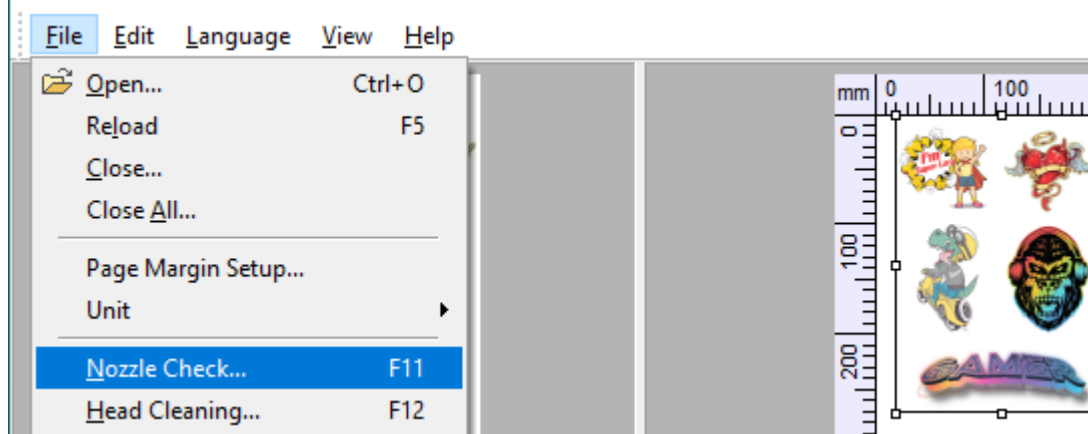 File Edit Language View Help
Open... Ctrl+O
Reload F5
Close...
Close All...
Page Margin Setup...
Unit
Nozzle Check... F11
Head Cleaning... F12
mm 0 100
0
100
200
I'm
GAMER